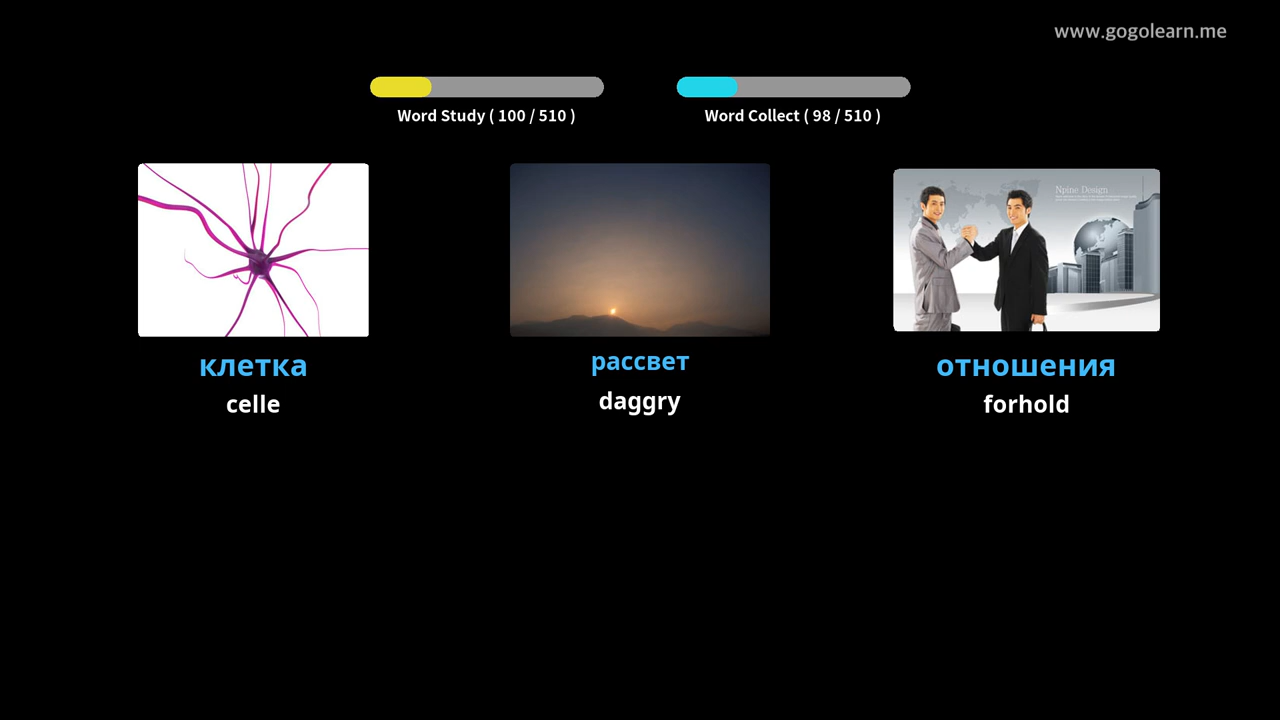 www.gogolearn.me
Word Study ( 100 / 510 )
Word Collect ( 98 / 510 )
Npine Design
клетка
celle
рассвет
daggry
отношения
forhold